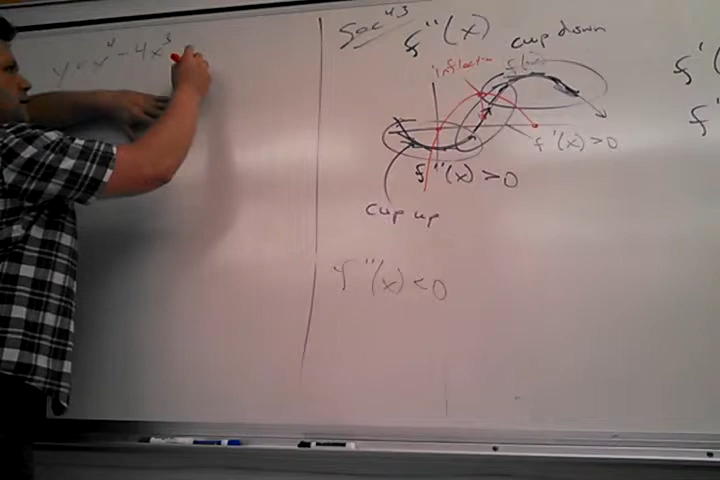 y = x⁴ - 4x³
Sec 4.3
f''(x)
cup down
inflection
f'(x) > 0
f''(x) > 0
cup up
f''(x) < 0
f'(
f'